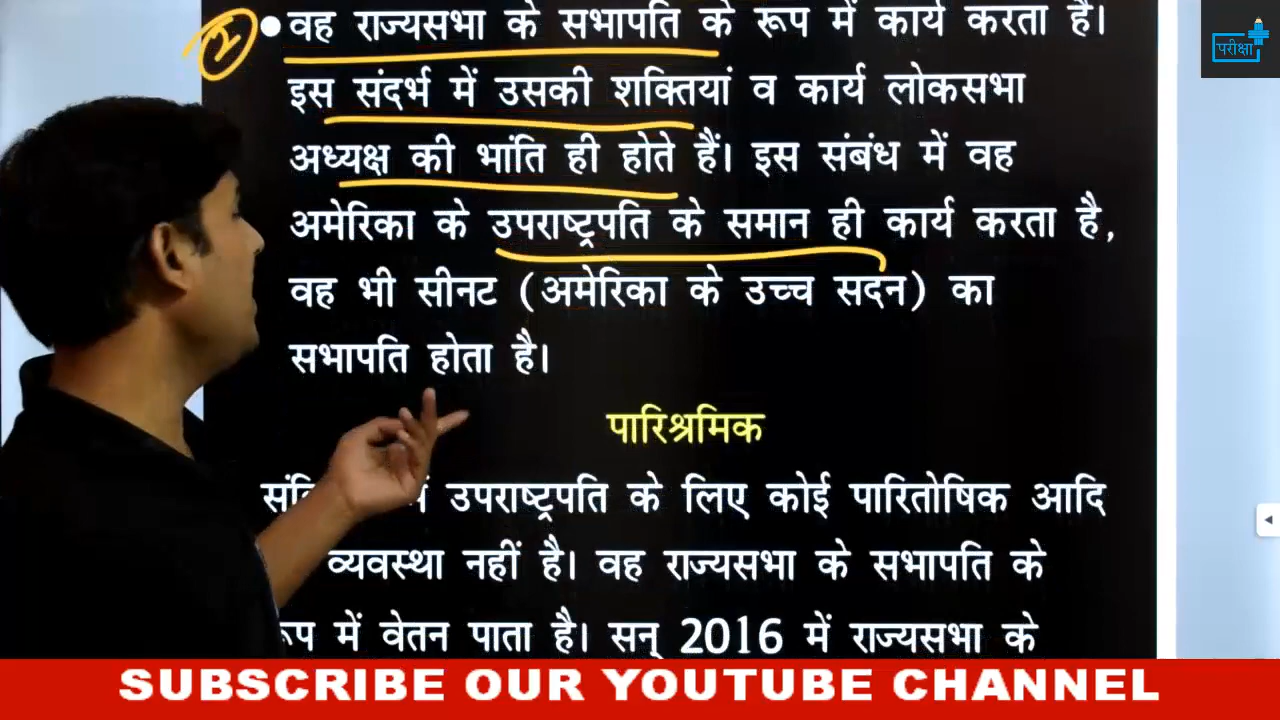 २ • वह राज्यसभा के सभापति के रूप में कार्य करता है।
इस संदर्भ में उसकी शक्तियां व कार्य लोकसभा
अध्यक्ष की भांति ही होते हैं। इस संबंध में वह
अमेरिका के उपराष्ट्रपति के समान ही कार्य करता है,
वह भी सीनट (अमेरिका के उच्च सदन) का
सभापति होता है।
पारिश्रमिक
में उपराष्ट्रपति के लिए कोई पारितोषिक आदि
व्यवस्था नहीं है। वह राज्यसभा के सभापति के
रूप में वेतन पाता है। सन् 2016 में राज्यसभा के
परीक्षा
SUBSCRIBE OUR YOUTUBE CHANNEL